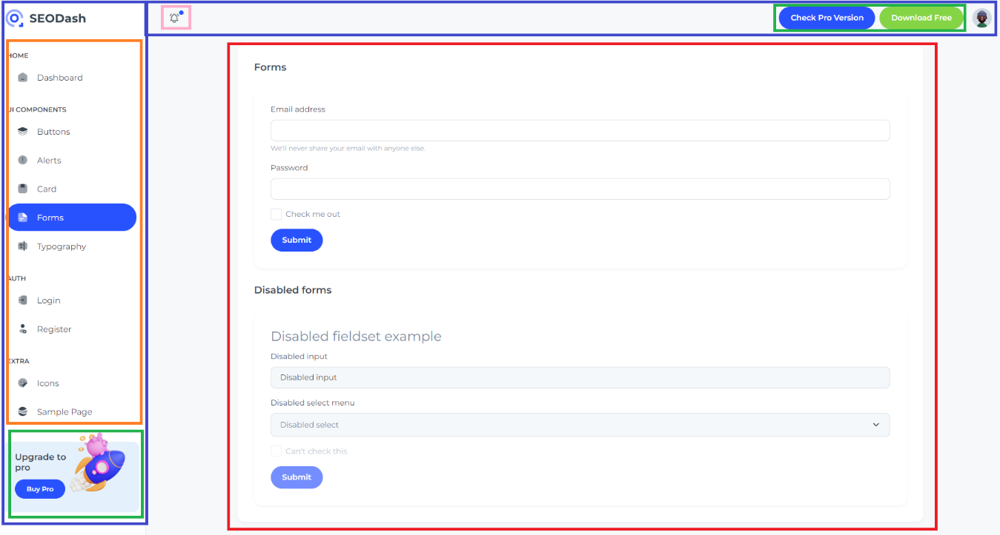 SEODash
Check Pro Version
Download Free
HOME
Dashboard
UI COMPONENTS
Buttons
Alerts
Card
Forms
Typography
AUTH
Login
Register
EXTRA
Icons
Sample Page
Upgrade to
pro
Buy Pro
Forms
Email address
We'll never share your email with anyone else.
Password
Check me out
Submit
Disabled forms
Disabled fieldset example
Disabled input
Disabled input
Disabled select menu
Disabled select
Can't check this
Submit